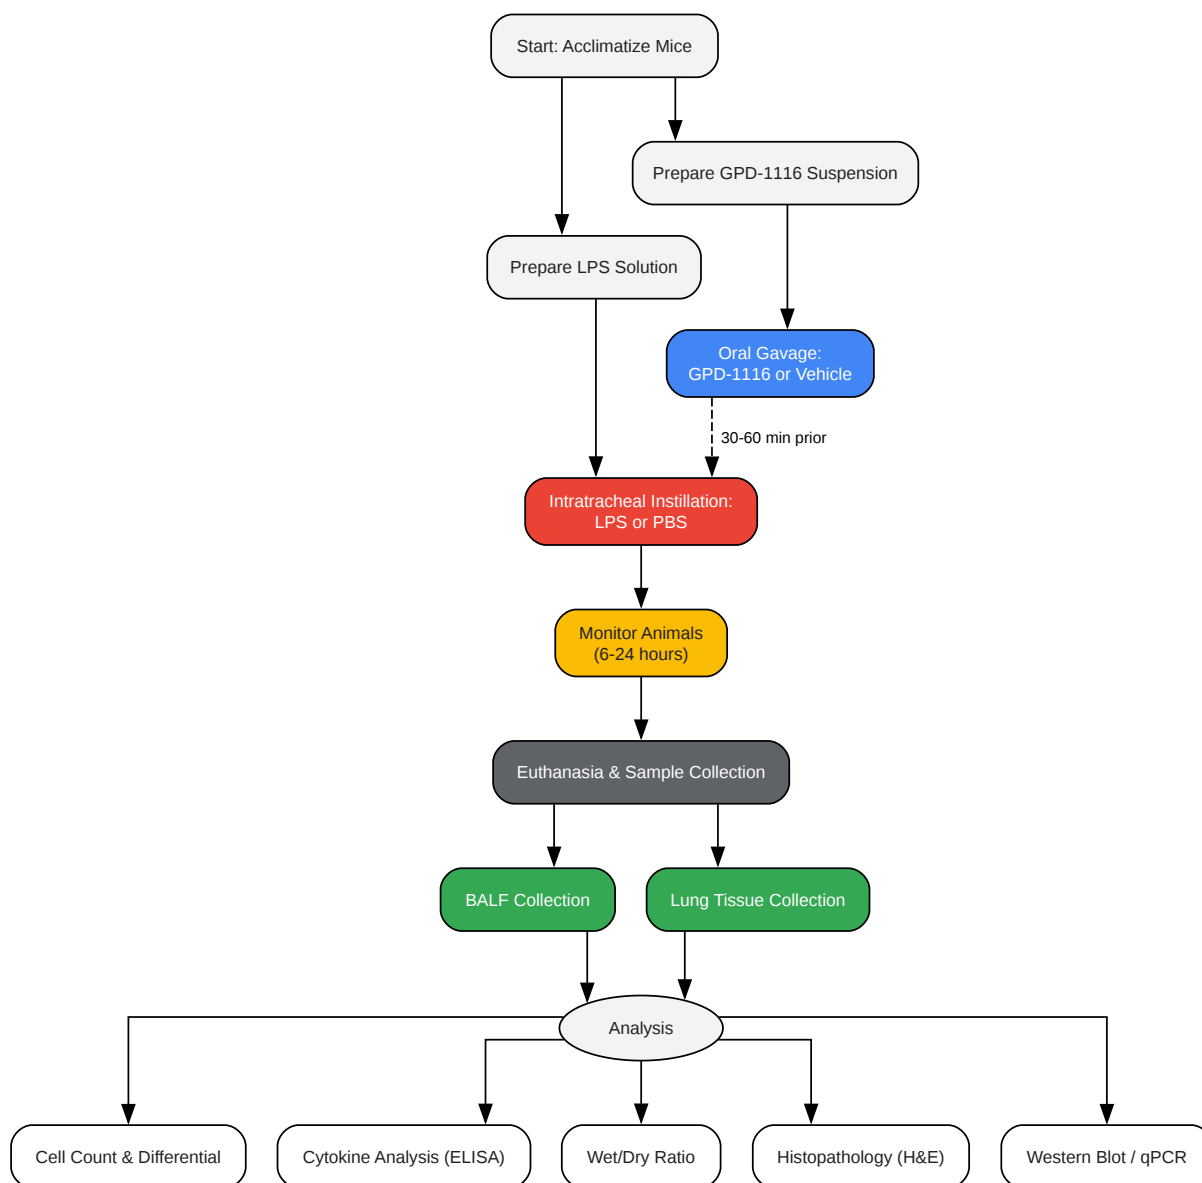 Start: Acclimatize Mice
Prepare GPD-1116 Suspension
Prepare LPS Solution
Oral Gavage:
GPD-1116 or Vehicle
30-60 min prior
Intratracheal Instillation:
LPS or PBS
Monitor Animals
(6-24 hours)
Euthanasia & Sample Collection
BALF Collection
Lung Tissue Collection
Analysis
Cell Count & Differential
Cytokine Analysis (ELISA)
Wet/Dry Ratio
Histopathology (H&E)
Western Blot / qPCR